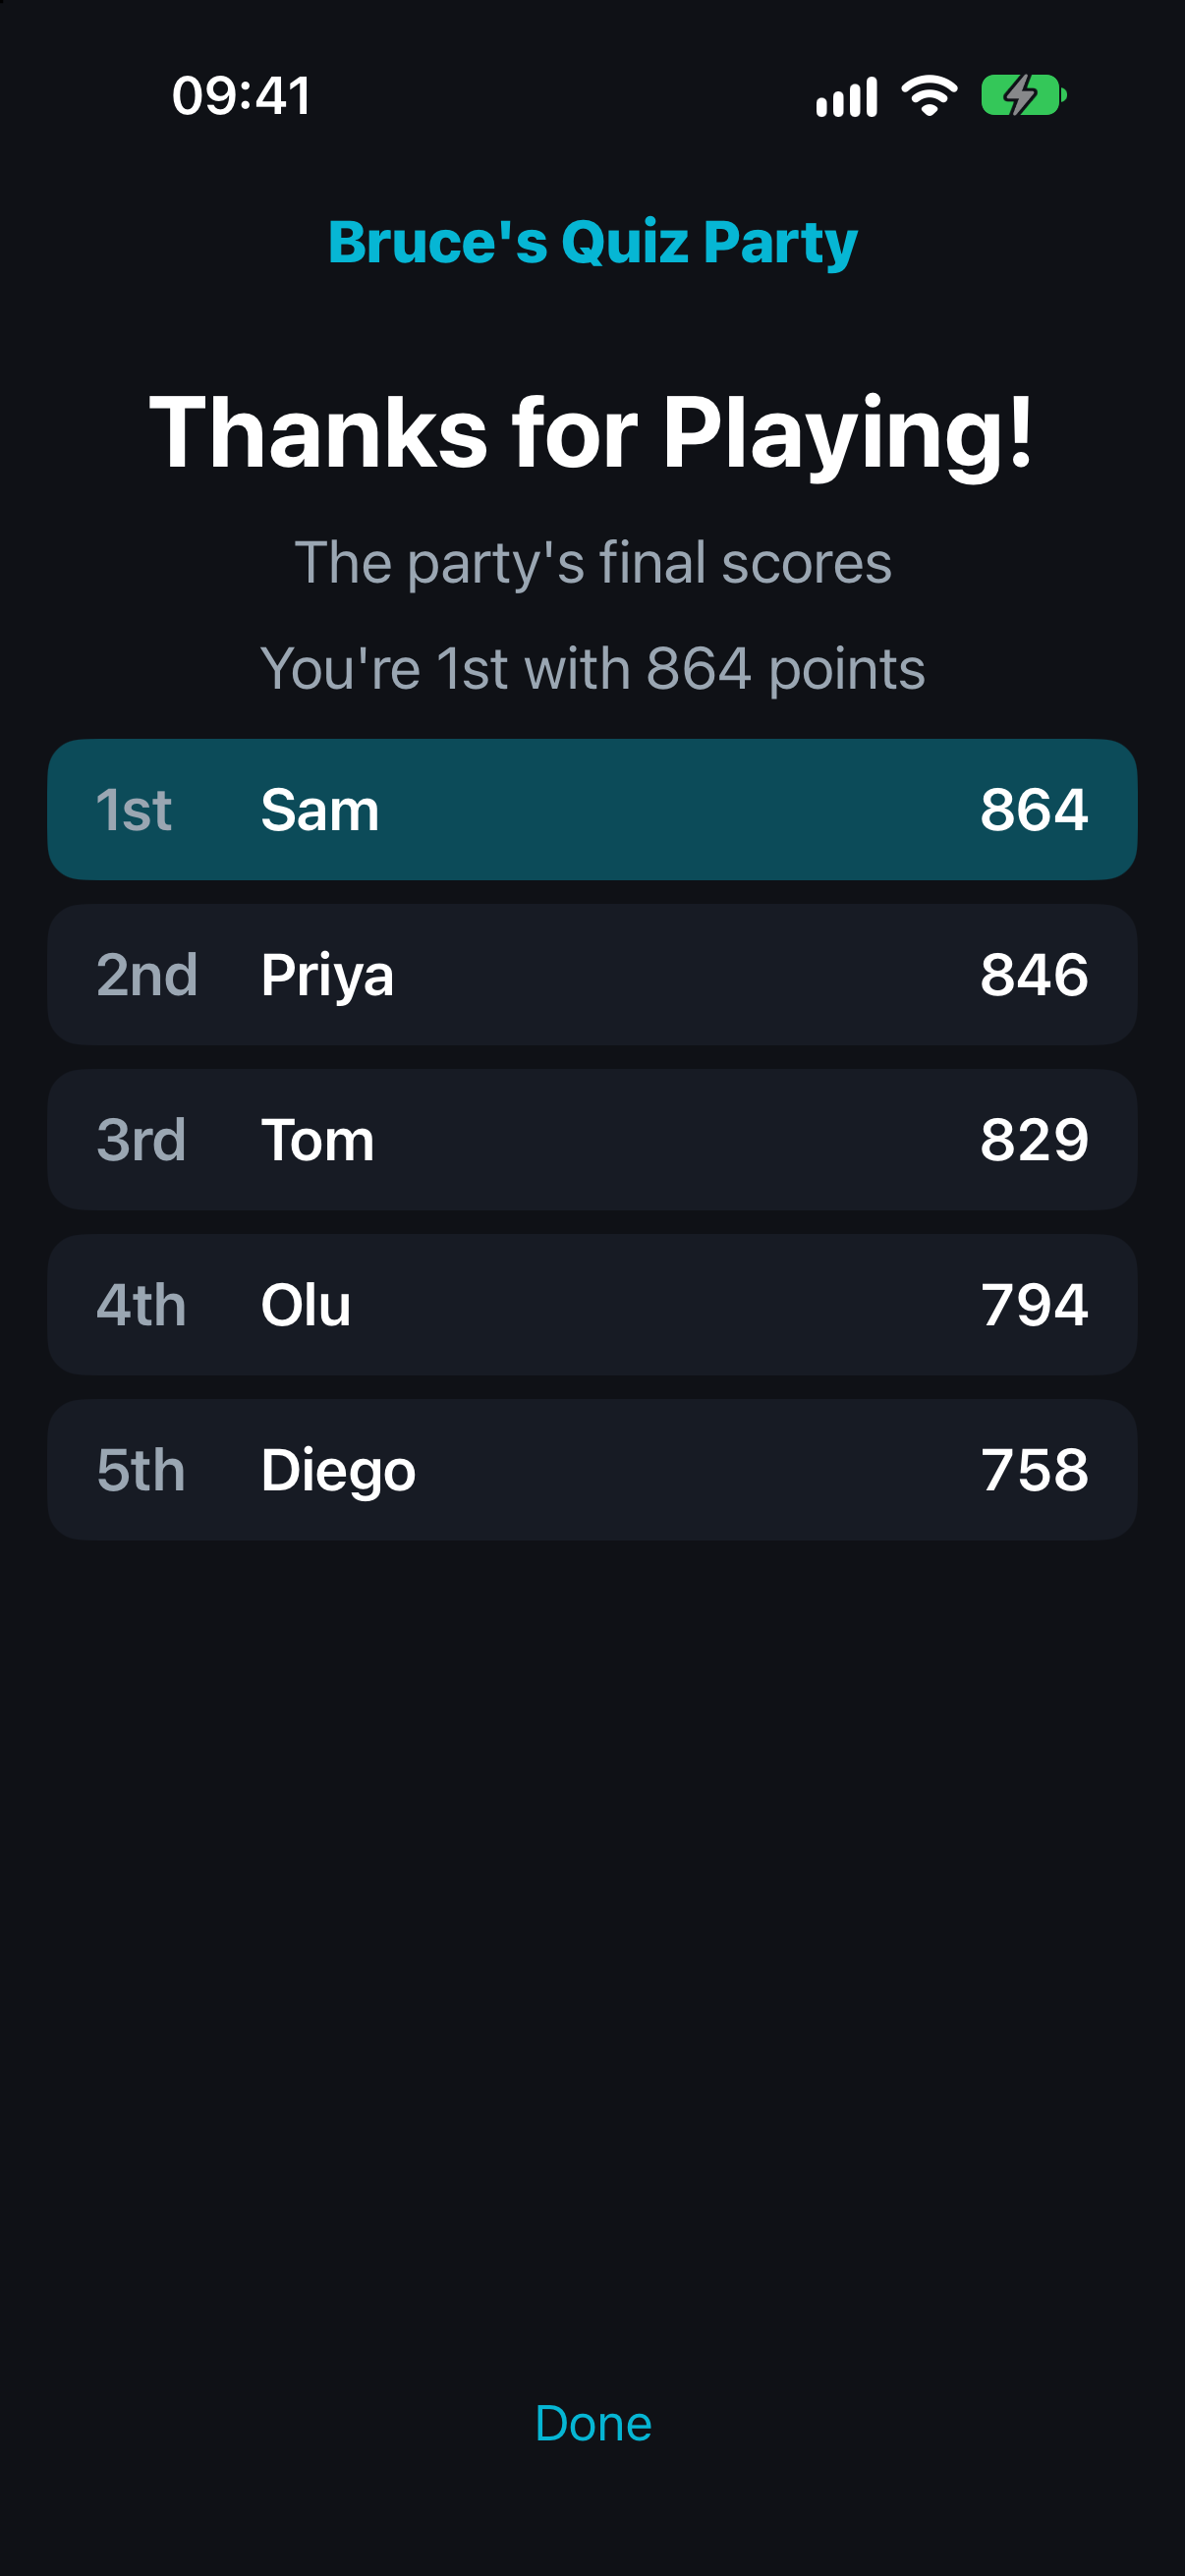 09:41
Bruce's Quiz Party
Thanks for Playing!
The party's final scores
You're 1st with 864 points
1st Sam 864
2nd Priya 846
3rd Tom 829
4th Olu 794
5th Diego 758
Done